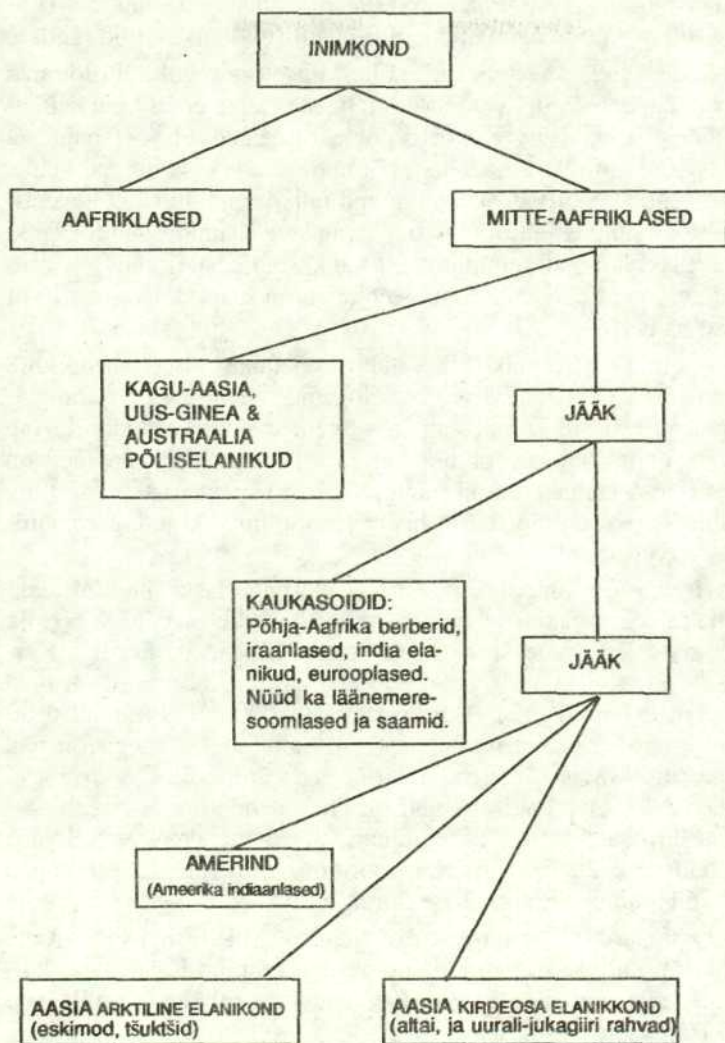 INIMKOND
AAFRIKLASED
MITTE-AAFRIKLASED
KAGU-AASIA,
UUS-GINEA &
AUSTRAALIA
PÕLISELANIKUD
JÄÄK
KAUKASOIDID:
Põhja-Aafrika berberid,
iraanlased, india ela-
nikud, eurooplased.
Nüüd ka läänemere-
soomlased ja saamid.
JÄÄK
AMERIND
(Ameerika indiaanlased)
AASIA ARKTILINE ELANIKOND
(eskimod, tšuktšid)
AASIA KIRDEOSA ELANIKKOND
(altai, ja uurali-jukagiiri rahvad)